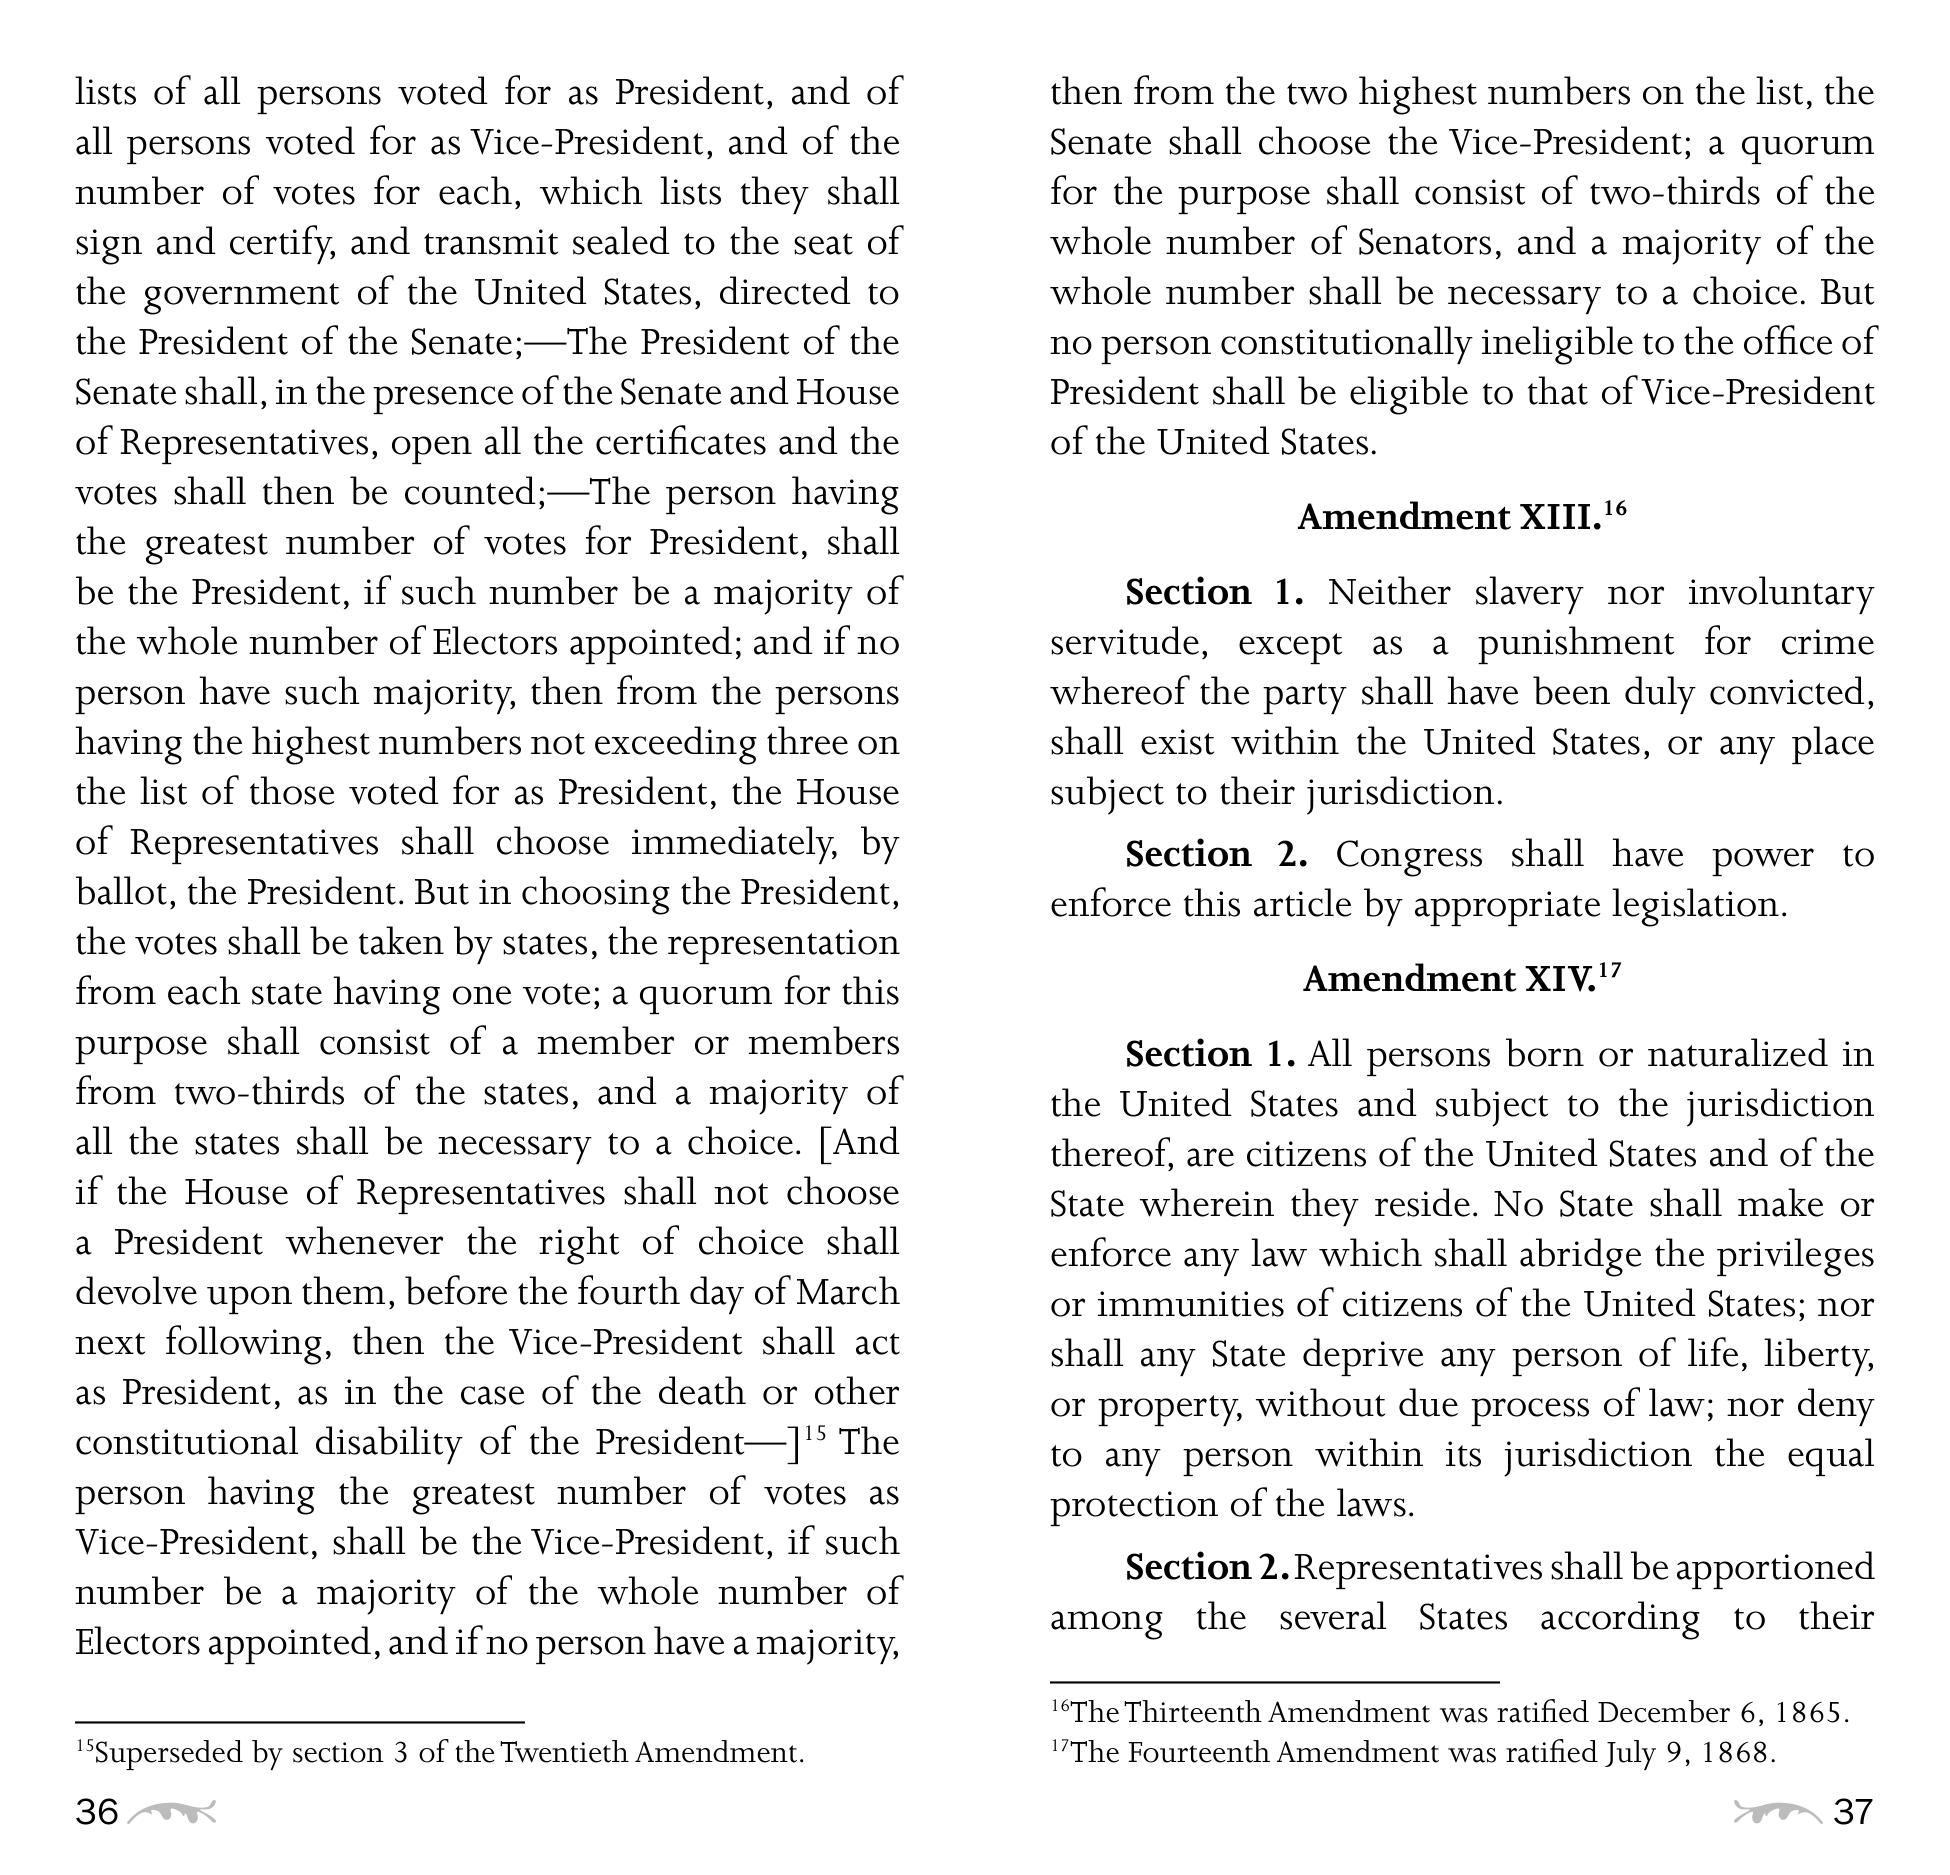 lists of all persons voted for as President, and of
all persons voted for as Vice-President, and of the
number of votes for each, which lists they shall
sign and certify, and transmit sealed to the seat of
the government of the United States, directed to
the President of the Senate;—The President of the
Senate shall, in the presence of the Senate and House
of Representatives, open all the certificates and the
votes shall then be counted;—The person having
the greatest number of votes for President, shall
be the President, if such number be a majority of
the whole number of Electors appointed; and if no
person have such majority, then from the persons
having the highest numbers not exceeding three on
the list of those voted for as President, the House
of Representatives shall choose immediately, by
ballot, the President. But in choosing the President,
the votes shall be taken by states, the representation
from each state having one vote; a quorum for this
purpose shall consist of a member or members
from two-thirds of the states, and a majority of
all the states shall be necessary to a choice. [And
if the House of Representatives shall not choose
a President whenever the right of choice shall
devolve upon them, before the fourth day of March
next following, then the Vice-President shall act
as President, as in the case of the death or other
constitutional disability of the President—]15 The
person having the greatest number of votes as
Vice-President, shall be the Vice-President, if such
number be a majority of the whole number of
Electors appointed, and if no person have a majority,
15Superseded by section 3 of the Twentieth Amendment.
36
then from the two highest numbers on the list, the
Senate shall choose the Vice-President; a quorum
for the purpose shall consist of two-thirds of the
whole number of Senators, and a majority of the
whole number shall be necessary to a choice. But
no person constitutionally ineligible to the office of
President shall be eligible to that of Vice-President
of the United States.
Amendment XIII.16
Section 1. Neither slavery nor involuntary
servitude, except as a punishment for crime
whereof the party shall have been duly convicted,
shall exist within the United States, or any place
subject to their jurisdiction.
Section 2. Congress shall have power to
enforce this article by appropriate legislation.
Amendment XIV.17
Section 1. All persons born or naturalized in
the United States and subject to the jurisdiction
thereof, are citizens of the United States and of the
State wherein they reside. No State shall make or
enforce any law which shall abridge the privileges
or immunities of citizens of the United States; nor
shall any State deprive any person of life, liberty,
or property, without due process of law; nor deny
to any person within its jurisdiction the equal
protection of the laws.
Section 2. Representatives shall be apportioned
among the several States according to their
16The Thirteenth Amendment was ratified December 6, 1865.
17The Fourteenth Amendment was ratified July 9, 1868.
37